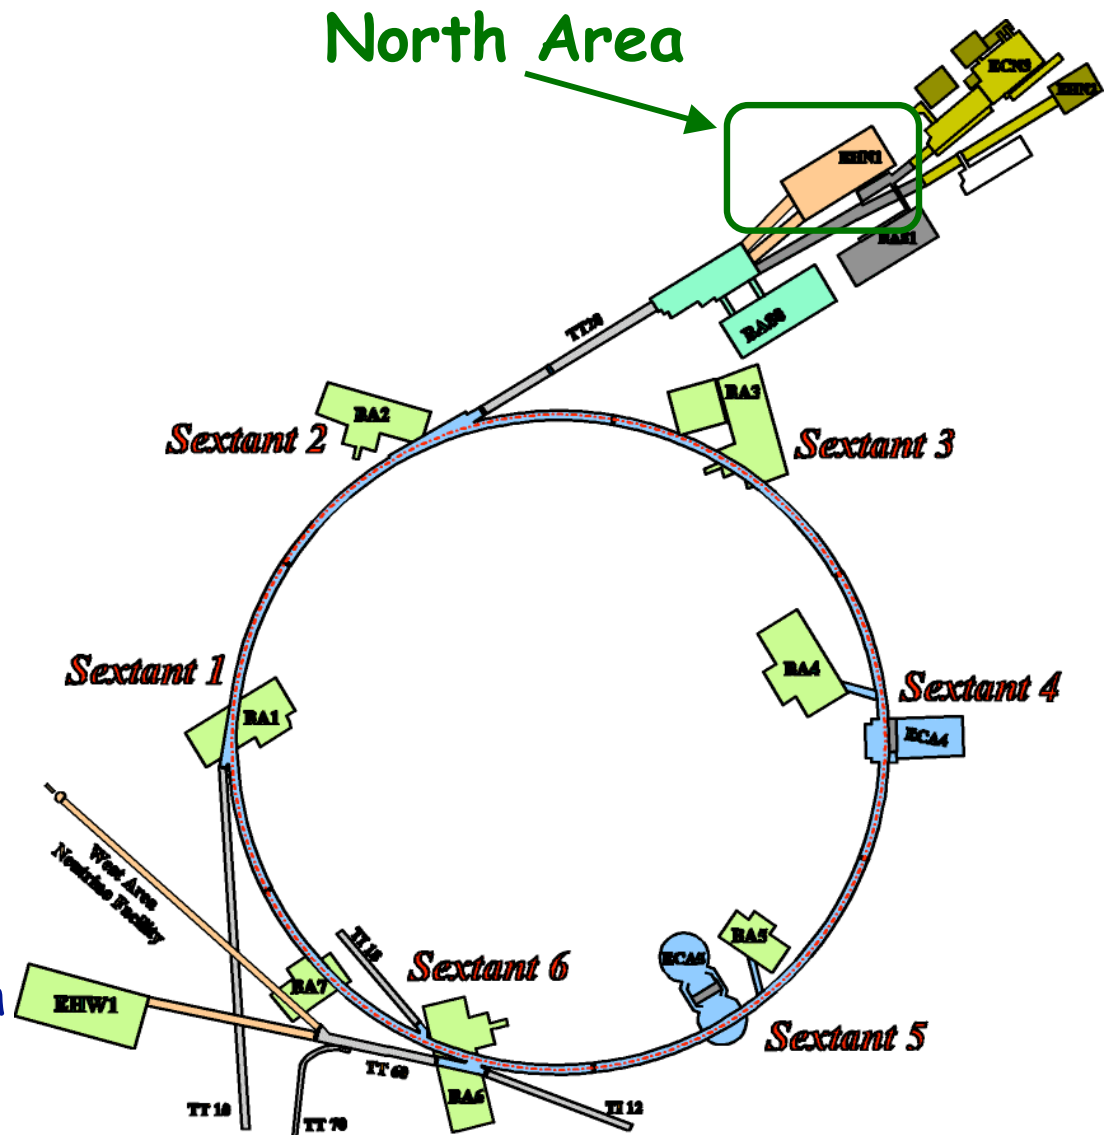 North Area
ECN3
EHN2
EHN1
BA81
BA80
TT20
BA2
BA3
Sextant 2
Sextant 3
BA4
Sextant 1
Sextant 4
BA1
ECA4
West Area
Neutrino Facility
BA5
TI 18
ECA5
Sextant 6
BA7
EHW1
Sextant 5
TT 60
BA6
TT 10
TI 12
TT 70